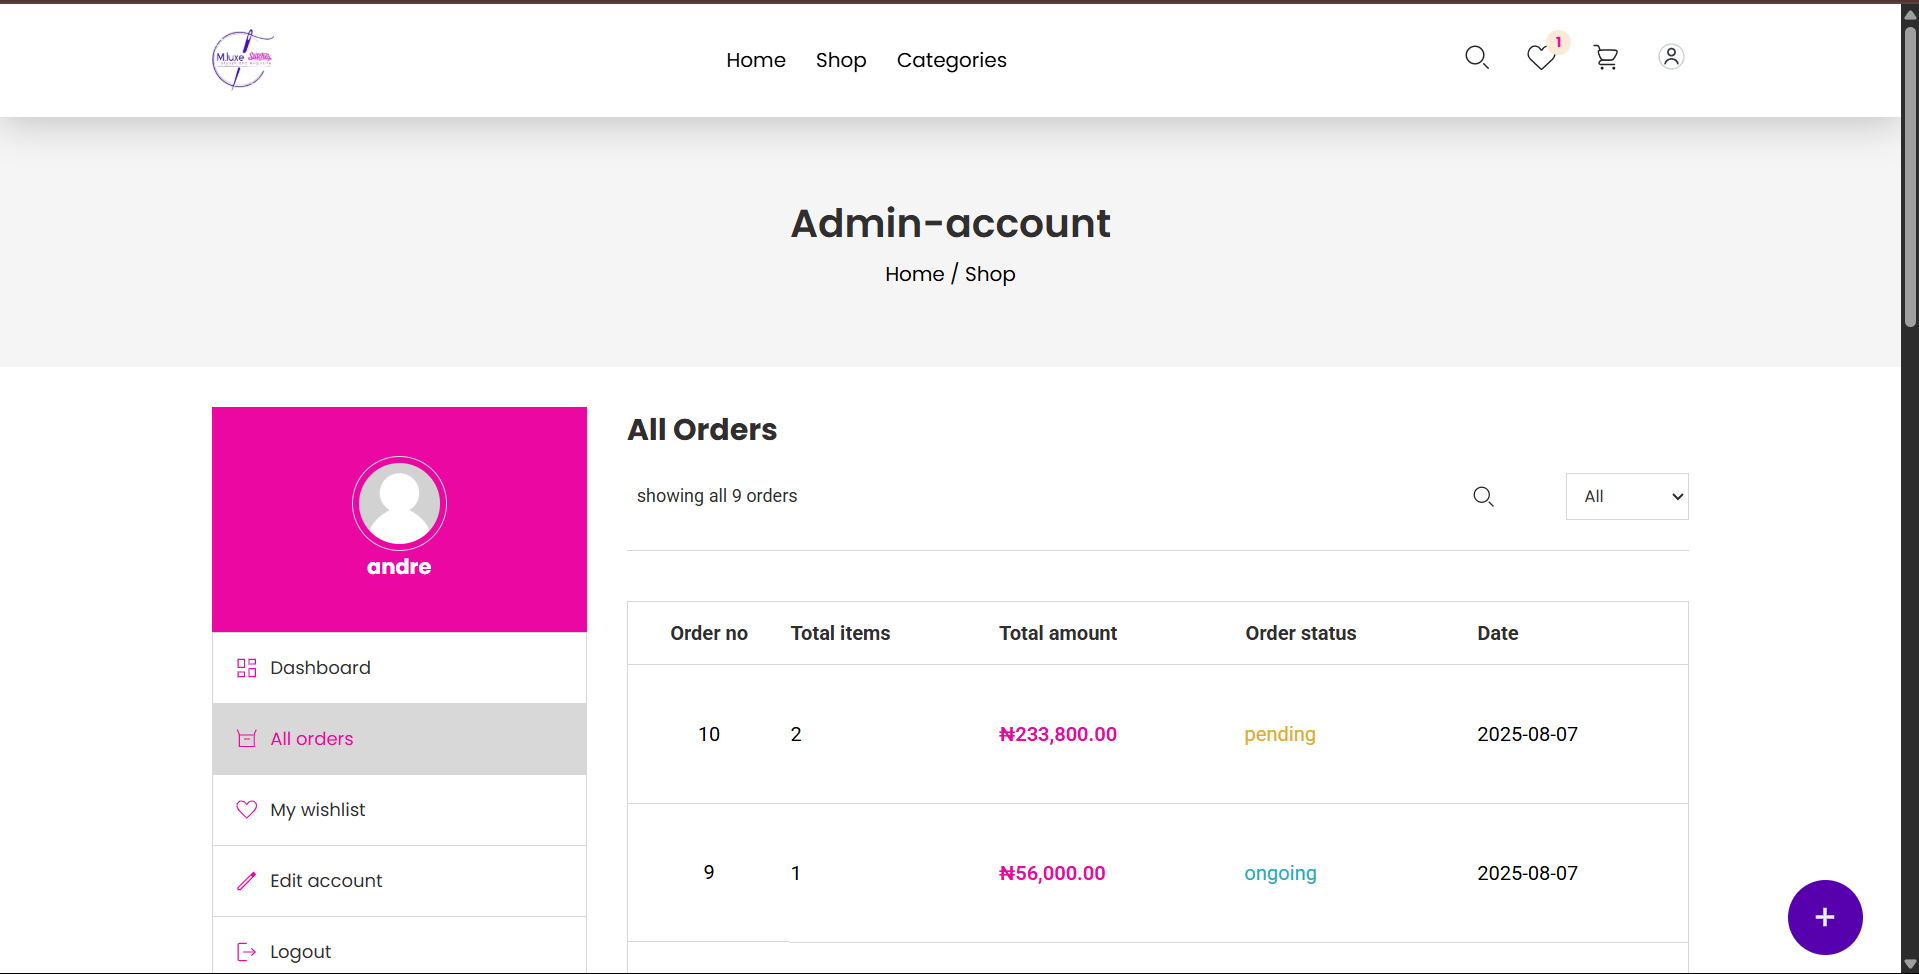 M.luxe
Home Shop Categories
1
Admin-account
Home / Shop
andre
Dashboard
All orders
My wishlist
Edit account
Logout
All Orders
showing all 9 orders
All
Order no Total items Total amount Order status Date
10 2 ₦233,800.00 pending 2025-08-07
9 1 ₦56,000.00 ongoing 2025-08-07
+